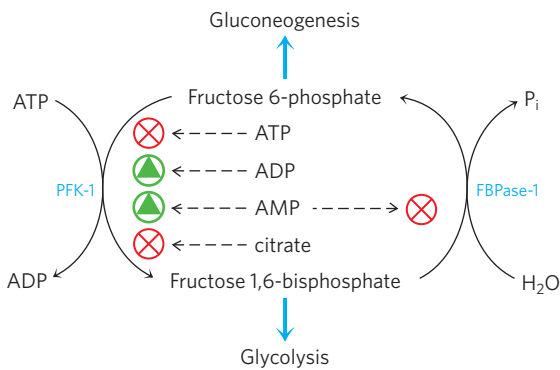 Gluconeogenesis
ATP
Fructose 6-phosphate
Pi
ATP
ADP
PFK-1
FBPase-1
AMP
citrate
ADP
Fructose 1,6-bisphosphate
H2O
Glycolysis